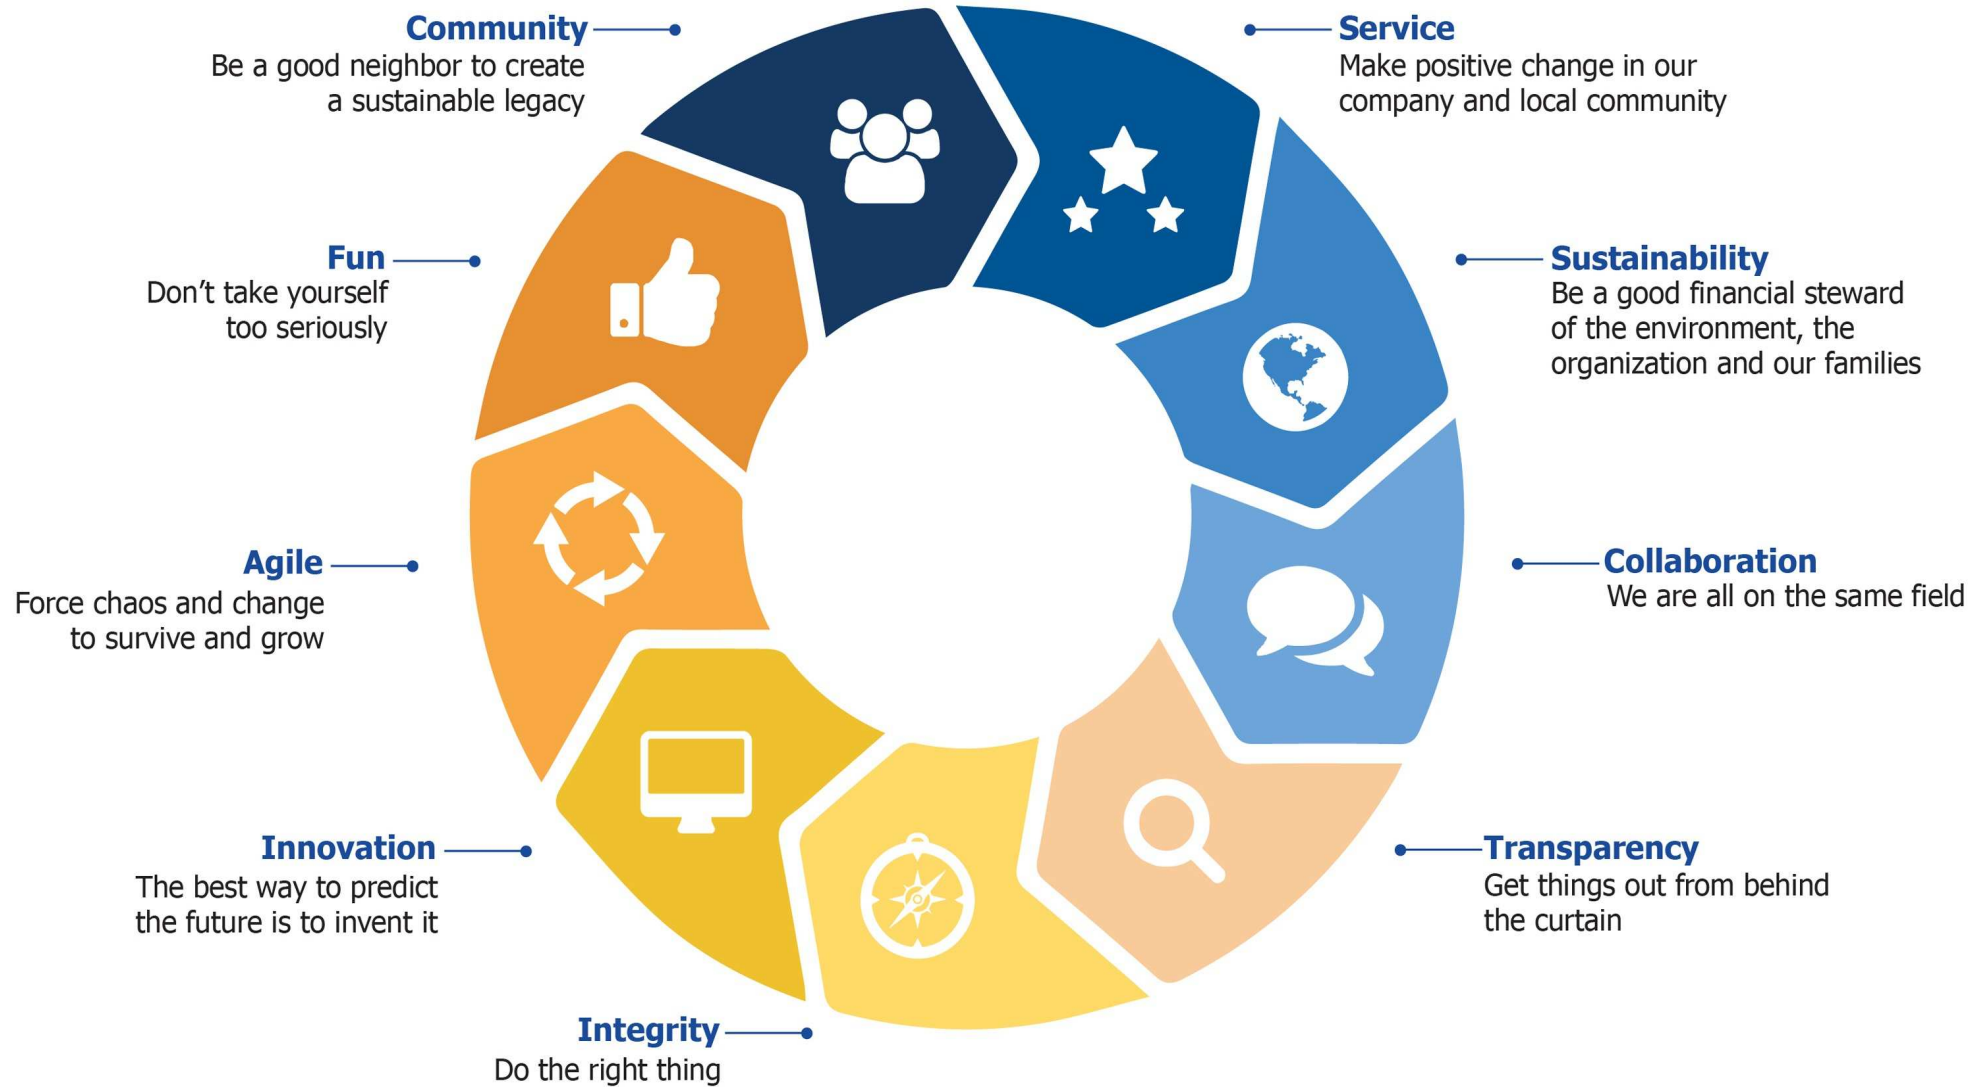 Community
Be a good neighbor to create
a sustainable legacy
Service
Make positive change in our
company and local community
Sustainability
Be a good financial steward
of the environment, the
organization and our families
Collaboration
We are all on the same field
Transparency
Get things out from behind
the curtain
Integrity
Do the right thing
Innovation
The best way to predict
the future is to invent it
Agile
Force chaos and change
to survive and grow
Fun
Don’t take yourself
too seriously